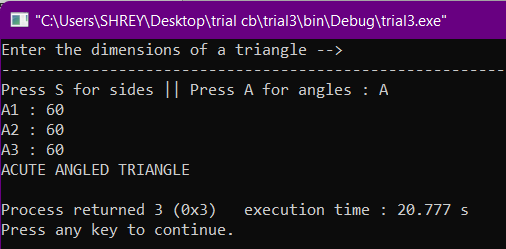 "C:\Users\SHREY\Desktop\trial cb\trial3\bin\Debug\trial3.exe"
Enter the dimensions of a triangle -->
--------------------------------------------------------
Press S for sides || Press A for angles : A
A1 : 60
A2 : 60
A3 : 60
ACUTE ANGLED TRIANGLE
Process returned 3 (0x3)   execution time : 20.777 s
Press any key to continue.